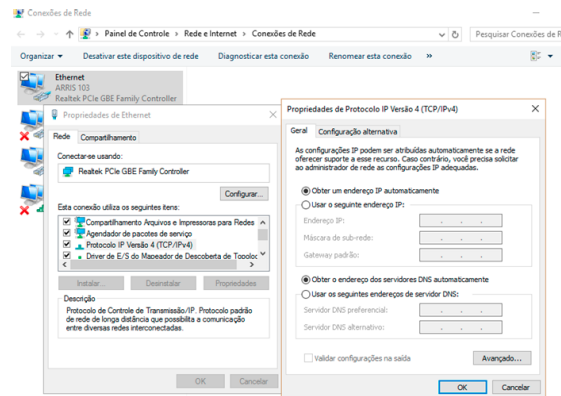 Conexões de Rede
Painel de Controle > Rede e Internet > Conexões de Rede
Pesquisar Conexões de R
Organizar
Desativar este dispositivo de rede
Diagnosticar esta conexão
Renomear esta conexão
»
Ethernet
ARRIS 103
Realtek PCIe GBE Family Controller
Propriedades de Ethernet
Rede
Compartilhamento
Conectar-se usando:
Realtek PCIe GBE Family Controller
Configurar...
Esta conexão utiliza os seguintes itens:
Compartilhamento Arquivos e Impressoras para Redes
Agendador de pacotes de serviço
Protocolo IP Versão 4 (TCP/IPv4)
Driver de E/S do Mapeador de Descoberta de Topoloc
Instalar...
Desinstalar
Propriedades
Descrição
Protocolo de Controle de Transmissão/IP. Protocolo padrão
de rede de longa distância que possibilita a comunicação
entre diversas redes interconectadas.
OK
Cancelar
Propriedades de Protocolo IP Versão 4 (TCP/IPv4)
Geral
Configuração alternativa
As configurações IP podem ser atribuídas automaticamente se a rede
oferecer suporte a esse recurso. Caso contrário, você precisa solicitar
ao administrador de rede as configurações IP adequadas.
Obter um endereço IP automaticamente
Usar o seguinte endereço IP:
Endereço IP:
Máscara de sub-rede:
Gateway padrão:
Obter o endereço dos servidores DNS automaticamente
Usar os seguintes endereços de servidor DNS:
Servidor DNS preferencial:
Servidor DNS alternativo:
Validar configurações na saída
Avançado...
OK
Cancelar